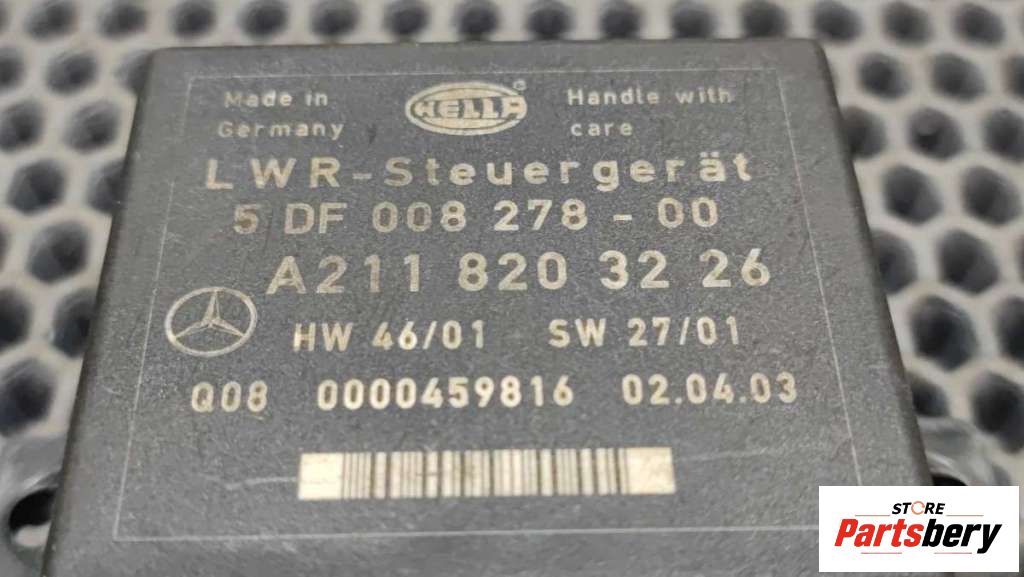 Made in HELLA Handle with
Germany care
LWR-Steuergerät
5 DF 008 278 - 00
A211 820 32 26
HW 46/01 SW 27/01
Q08 0000459816 02.04.03
STORE
Partsbery